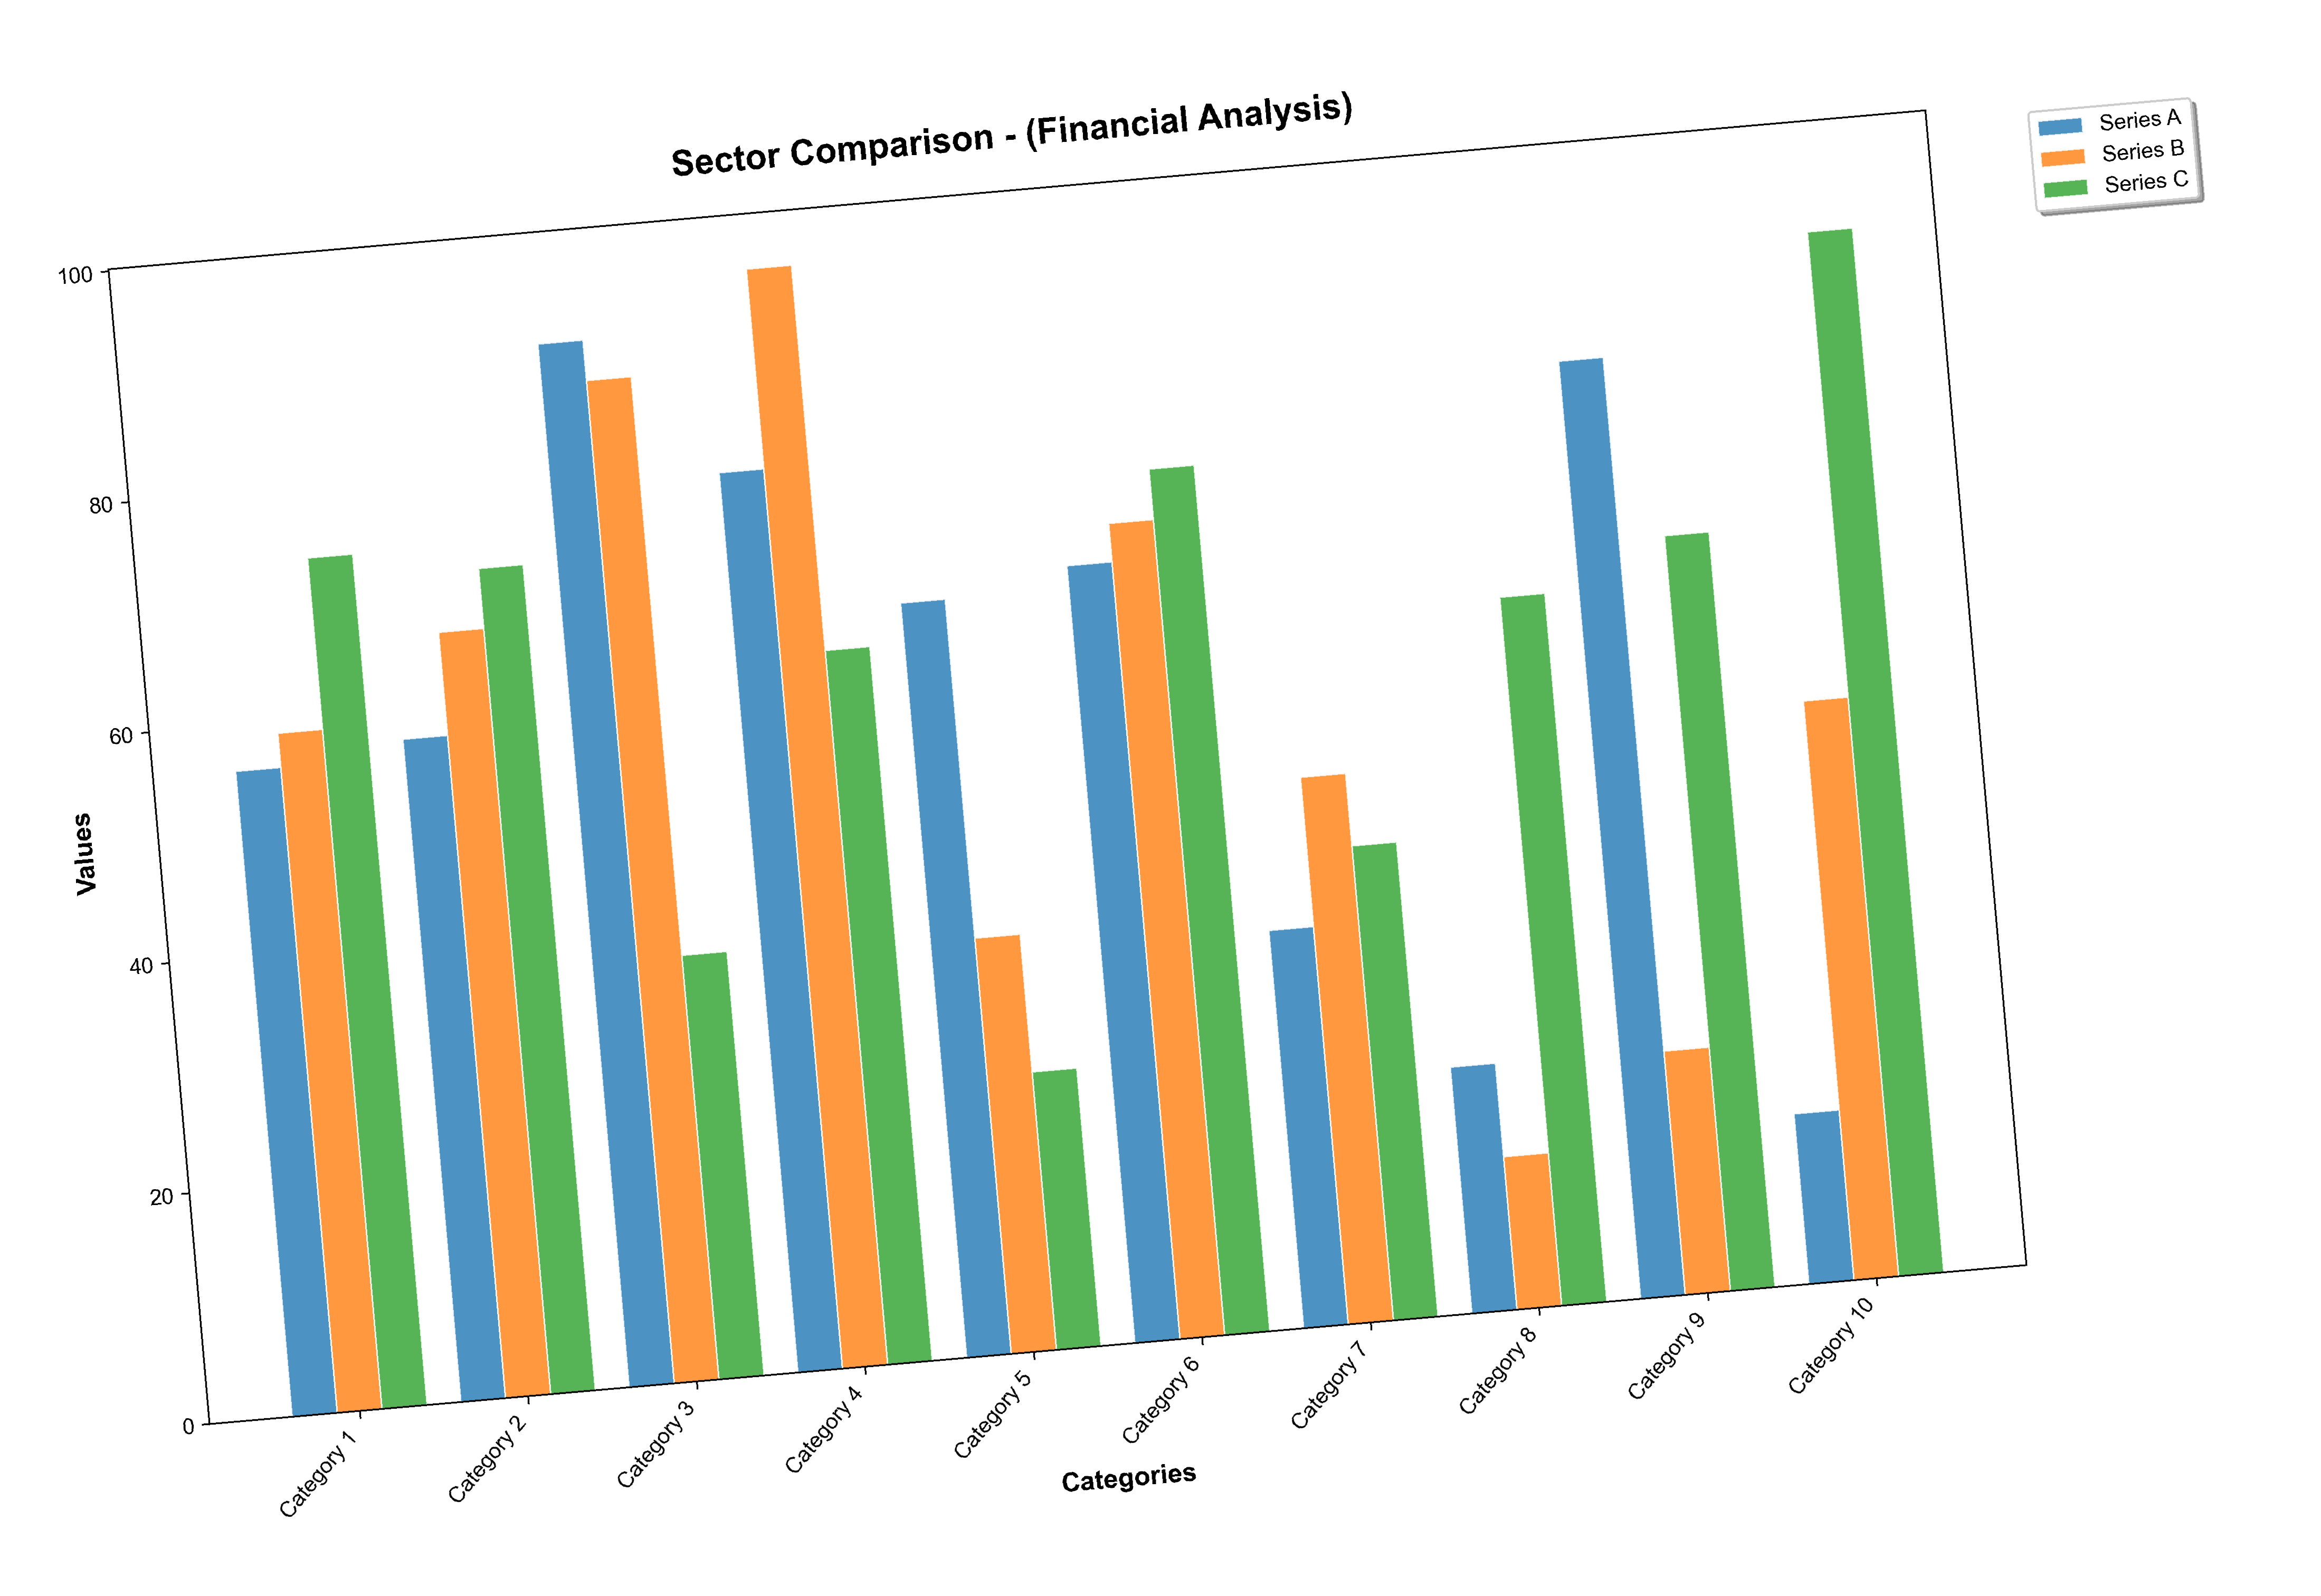 Sector Comparison - (Financial Analysis)
Series A
Series B
Series C
100
80
60
40
20
0
Values
Category 1
Category 2
Category 3
Category 4
Category 5
Category 6
Category 7
Category 8
Category 9
Category 10
Categories